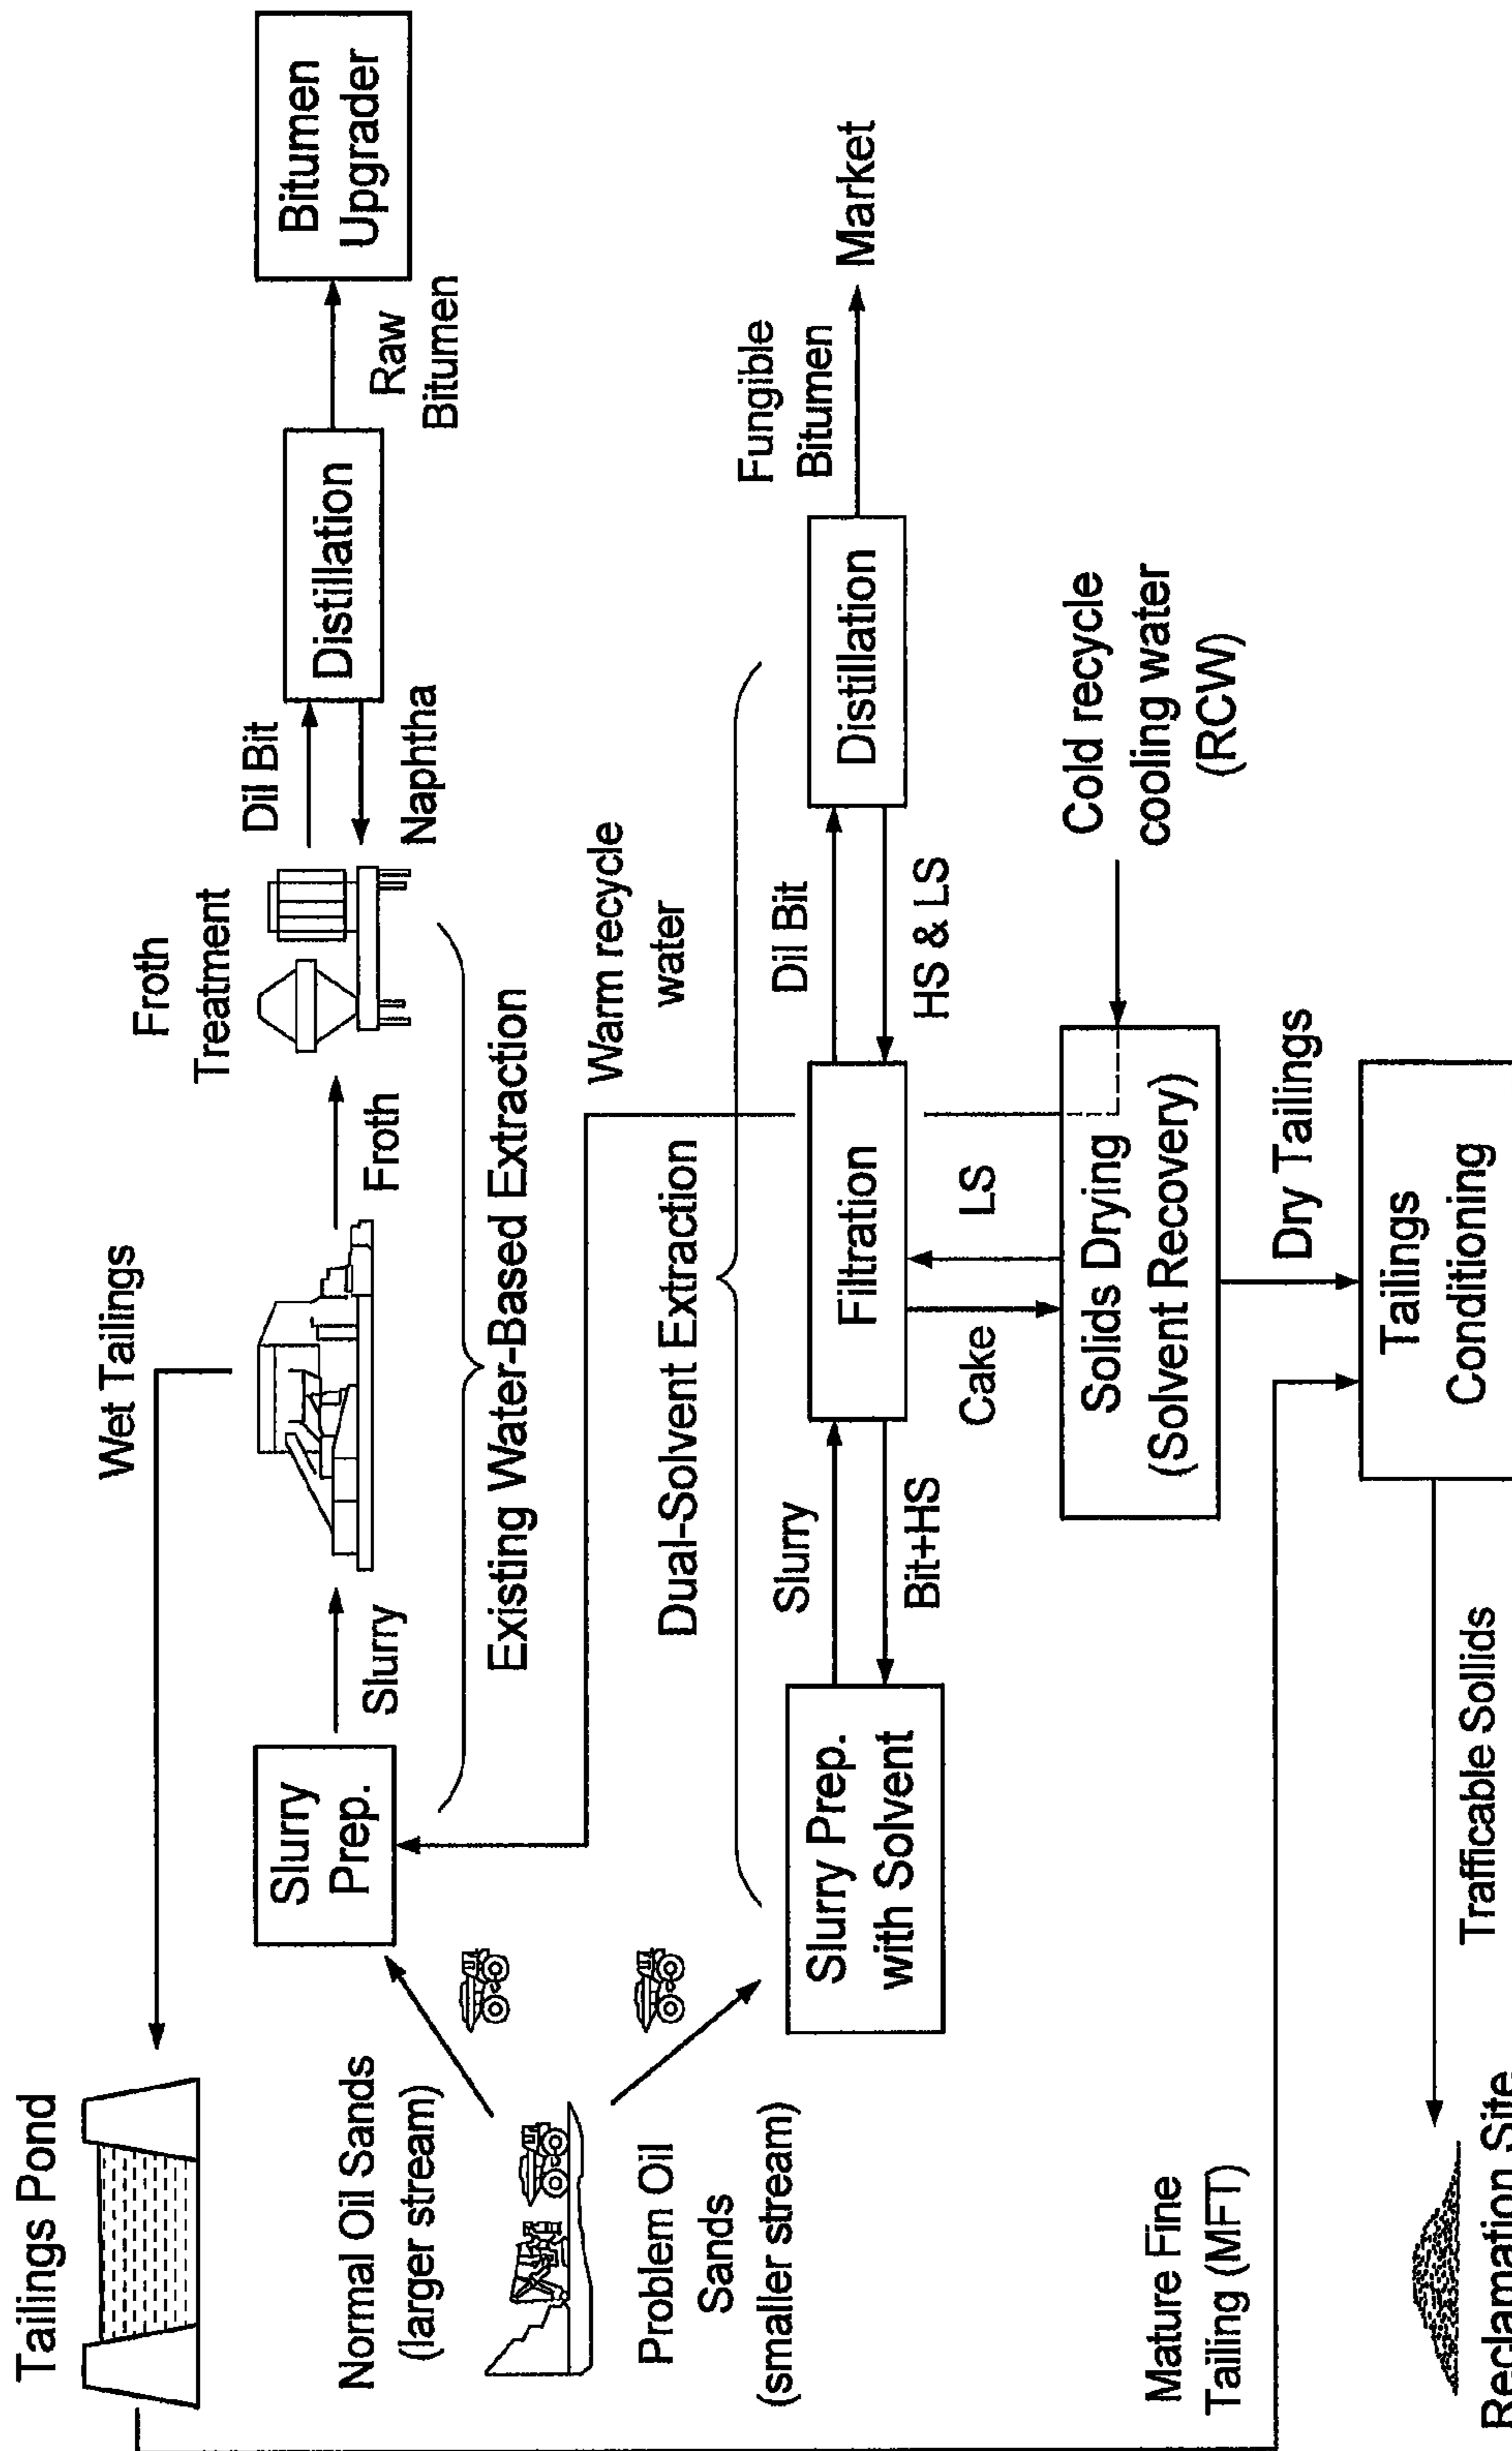 Tailings Pond
Wet Tailings
Froth
Treatment
Normal Oil Sands
(larger stream)
Slurry
Prep.
Slurry
Froth
Dil Bit
Naphtha
Distillation
Raw
Bitumen
Bitumen
Upgrader
Existing Water-Based Extraction
Warm recycle
water
Problem Oil
Sands
(smaller stream)
Dual-Solvent Extraction
Slurry Prep.
with Solvent
Slurry
Bit+HS
Filtration
Dil Bit
HS & LS
Distillation
Fungible
Bitumen
Market
Cake
LS
Solids Drying
(Solvent Recovery)
Cold recycle
cooling water
(RCW)
Mature Fine
Tailing (MFT)
Dry Tailings
Tailings
Conditioning
Trafficable Sollids
Reclamation Site